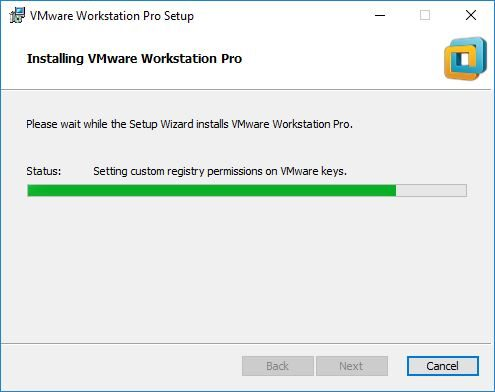 VMware Workstation Pro Setup
Installing VMware Workstation Pro
Please wait while the Setup Wizard installs VMware Workstation Pro.
Status: Setting custom registry permissions on VMware keys.
Back Next Cancel